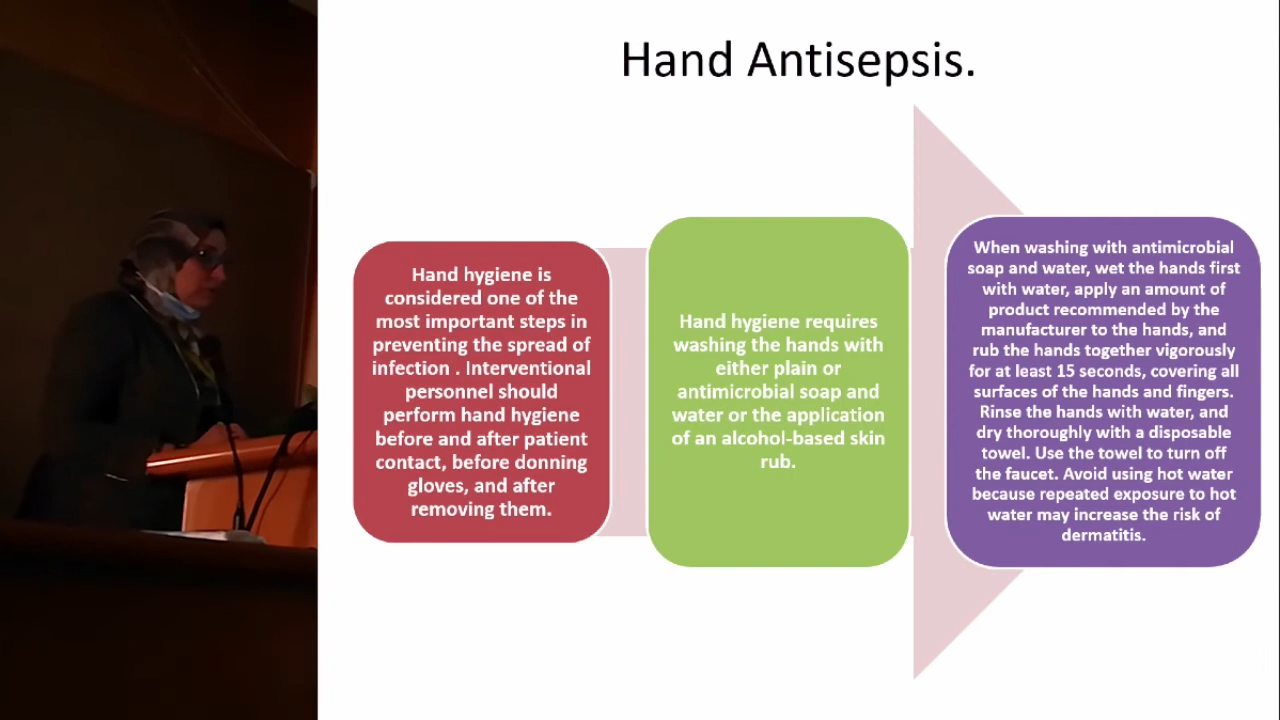 Hand Antisepsis.
Hand hygiene is
considered one of the
most important steps in
preventing the spread of
infection . Interventional
personnel should
perform hand hygiene
before and after patient
contact, before donning
gloves, and after
removing them.
Hand hygiene requires
washing the hands with
either plain or
antimicrobial soap and
water or the application
of an alcohol-based skin
rub.
When washing with antimicrobial
soap and water, wet the hands first
with water, apply an amount of
product recommended by the
manufacturer to the hands, and
rub the hands together vigorously
for at least 15 seconds, covering all
surfaces of the hands and fingers.
Rinse the hands with water, and
dry thoroughly with a disposable
towel. Use the towel to turn off
the faucet. Avoid using hot water
because repeated exposure to hot
water may increase the risk of
dermatitis.